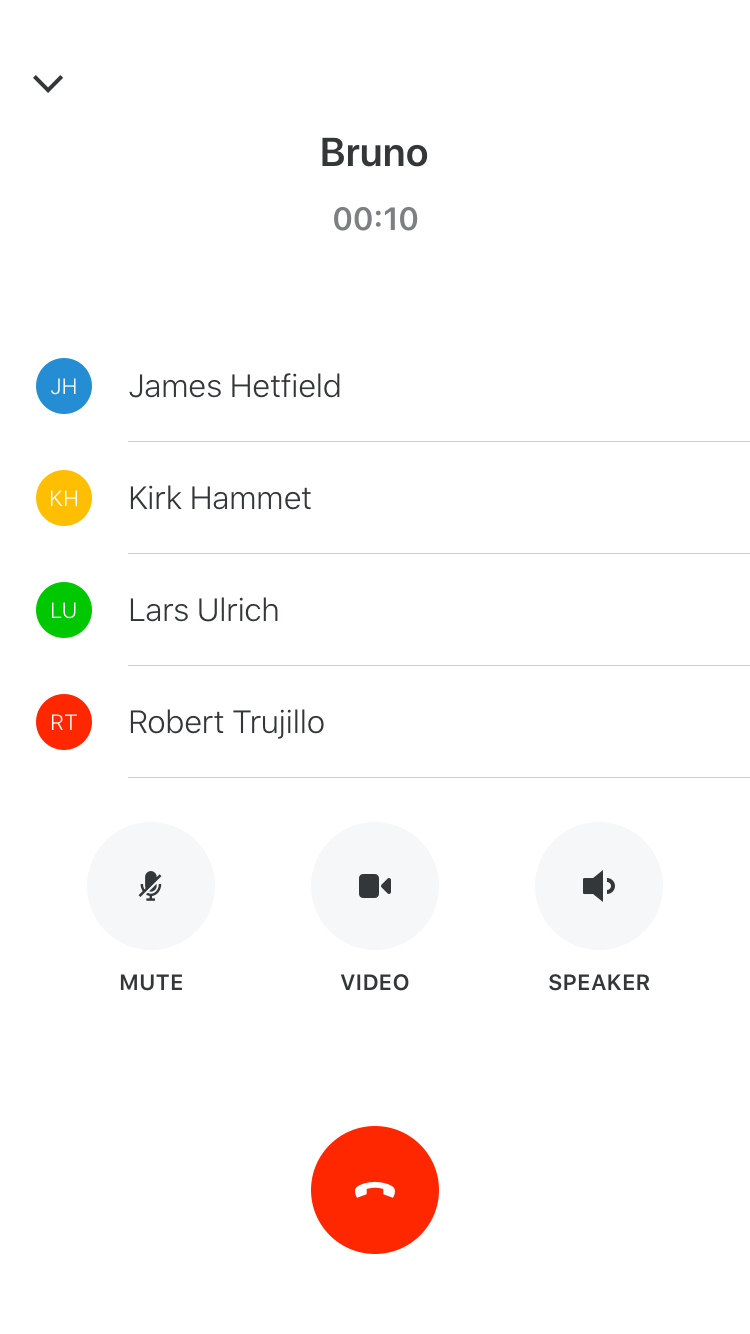 Bruno
00:10
JH James Hetfield
KH Kirk Hammet
LU Lars Ulrich
RT Robert Trujillo
MUTE VIDEO SPEAKER